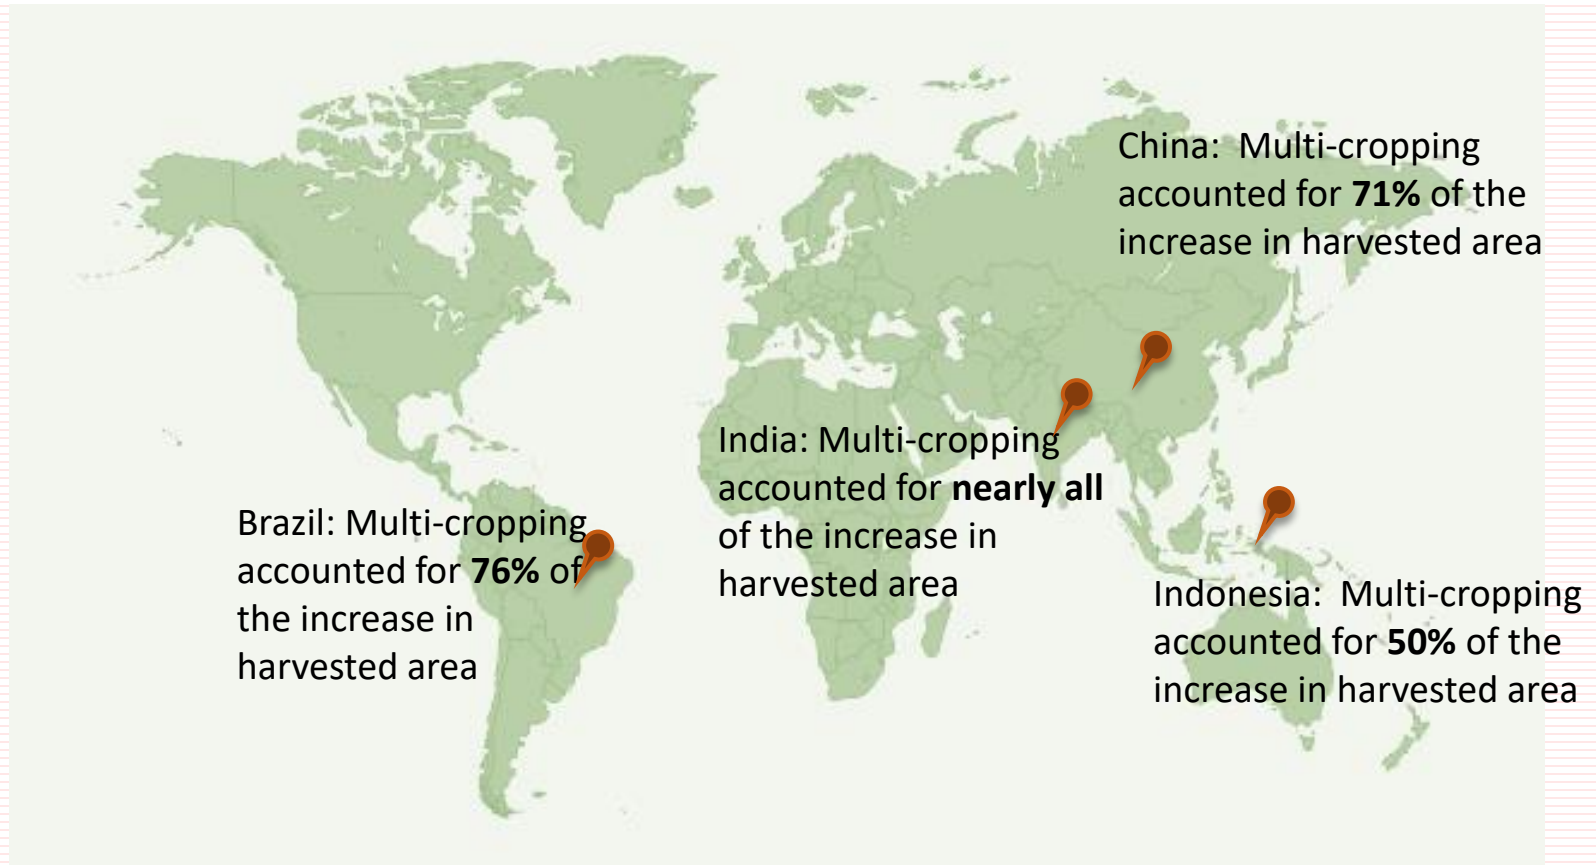 China:  Multi-cropping
accounted for 71% of the
increase in harvested area
India: Multi-cropping
accounted for nearly all
of the increase in
harvested area
Brazil: Multi-cropping
accounted for 76% of
the increase in
harvested area
Indonesia:  Multi-cropping
accounted for 50% of the
increase in harvested area